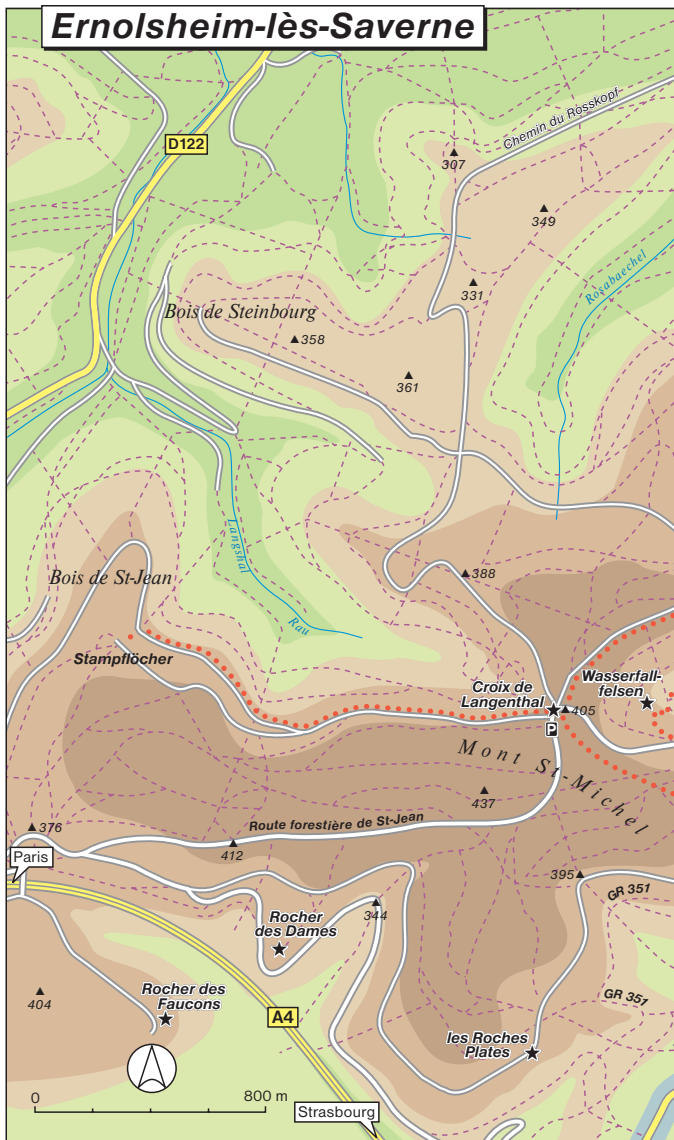 Ernolsheim-lès-Saverne
D122
Chemin du Rosskopf
307
349
331
Rosabaechel
Bois de Steinbourg
358
361
Langshal
Rau
388
Bois de St-Jean
Stampflöcher
Croix de
Langenthal
Wasserfall-
felsen
405
P
Mont St-Michel
437
Route forestière de St-Jean
376
412
Paris
395
GR 351
344
Rocher
des Dames
404
Rocher des
Faucons
A4
GR 351
les Roches
Plates
0 800 m
Strasbourg